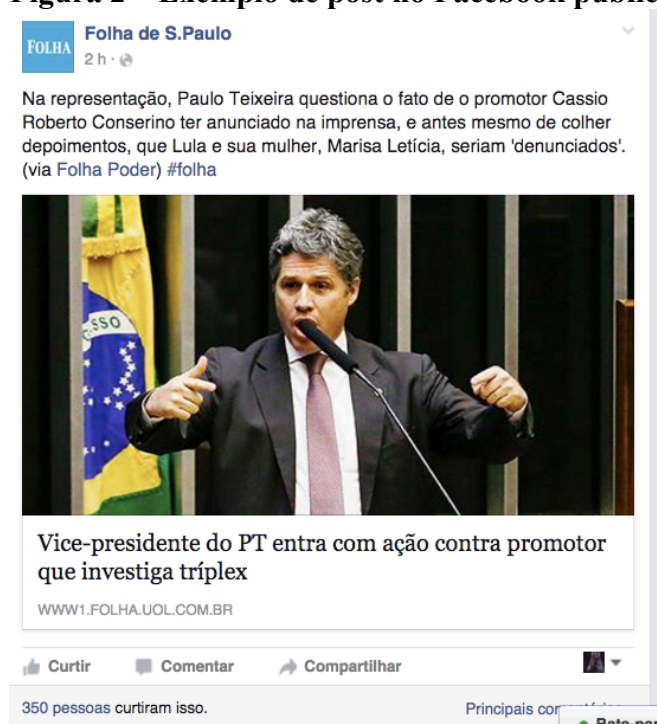 Figura 2 – Exemplo de post no Facebook
FOLHA
Folha de S.Paulo
2 h ·
Na representação, Paulo Teixeira questiona o fato de o promotor Cassio
Roberto Conserino ter anunciado na imprensa, e antes mesmo de colher
depoimentos, que Lula e sua mulher, Marisa Letícia, seriam 'denunciados'.
(via Folha Poder) #folha
SSO
Vice-presidente do PT entra com ação contra promotor
que investiga tríplex
WWW1.FOLHA.UOL.COM.BR
Curtir Comentar Compartilhar
350 pessoas curtiram isso. Principais